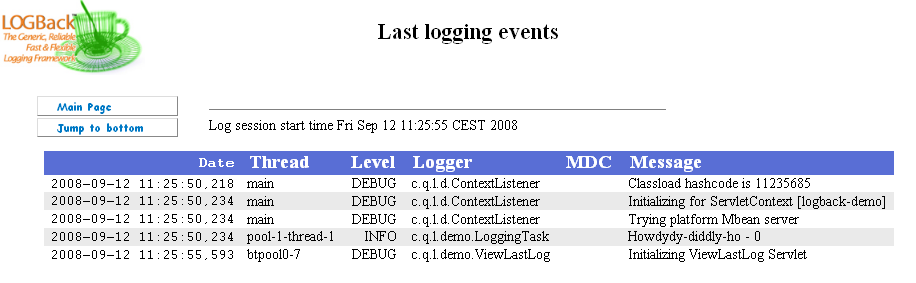 LOGBack
The Generic, Reliable
Fast & Flexible
Logging Framework
Last logging events
Main Page
Jump to bottom
Log session start time Fri Sep 12 11:25:55 CEST 2008
Date Thread Level Logger MDC Message
2008-09-12 11:25:50,218 main DEBUG c.q.l.d.ContextListener Classload hashcode is 11235685
2008-09-12 11:25:50,234 main DEBUG c.q.l.d.ContextListener Initializing for ServletContext [logback-demo]
2008-09-12 11:25:50,234 main DEBUG c.q.l.d.ContextListener Trying platform Mbean server
2008-09-12 11:25:50,234 pool-1-thread-1 INFO c.q.l.demo.LoggingTask Howdydy-diddly-ho - 0
2008-09-12 11:25:55,593 btpool0-7 DEBUG c.q.l.demo.ViewLastLog Initializing ViewLastLog Servlet